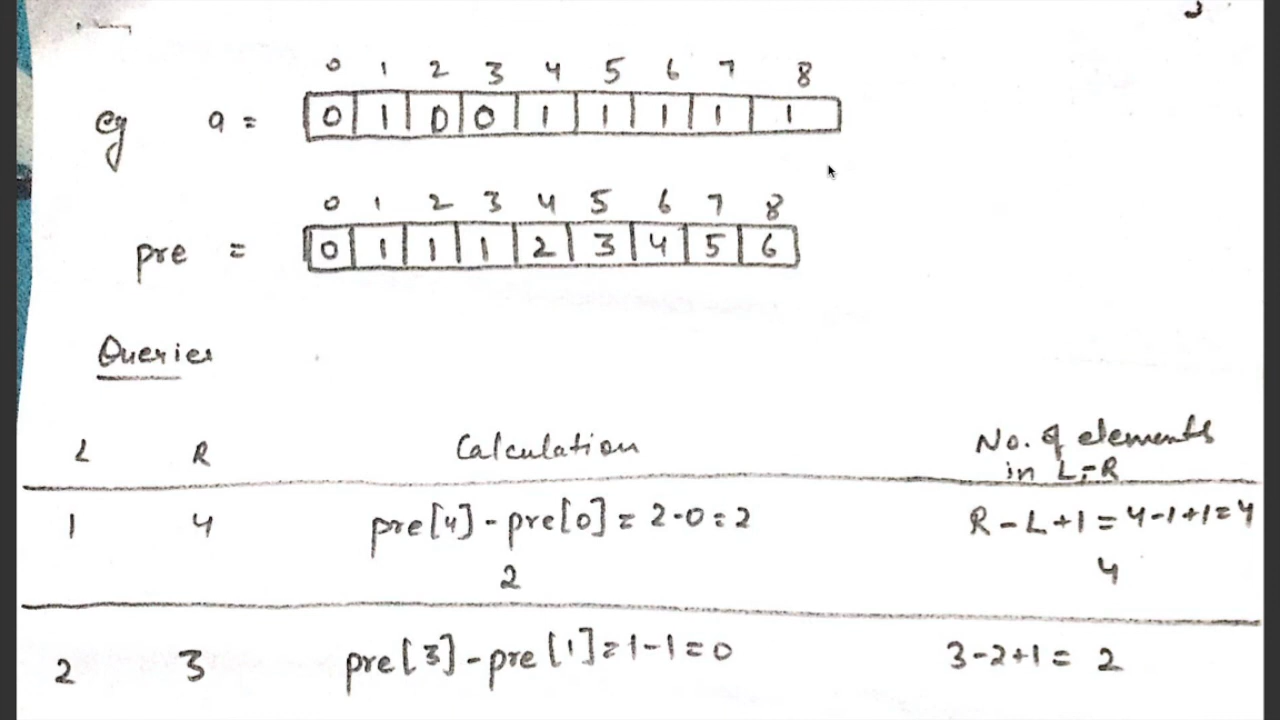 0 1 2 3 4 5 6 7 8
eg a = 0 1 0 0 1 1 1 1 1
0 1 2 3 4 5 6 7 8
pre = 0 1 1 1 2 3 4 5 6
Queries
L R Calculation No. of elements
in L-R
1 4 pre[4] - pre[0] = 2-0 = 2 R - L + 1 = 4-1+1 = 4
2 4
2 3 pre[3] - pre[1] = 1-1 = 0 3-2+1 = 2